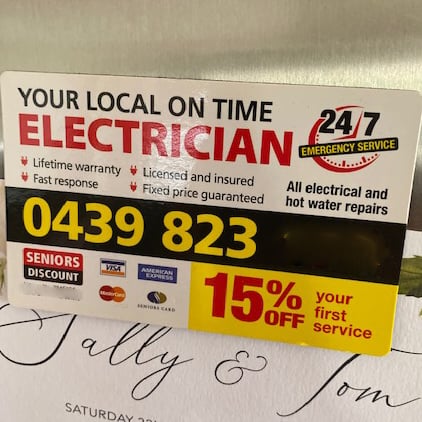 YOUR LOCAL ON TIME
ELECTRICIAN
24/7
EMERGENCY SERVICE
Lifetime warranty
Fast response
Licensed and insured
Fixed price guaranteed
All electrical and
hot water repairs
0439 823
SENIORS
DISCOUNT
VISA
AMERICAN
EXPRESS
MasterCard
SENIORS CARD
15%
OFF
your
first
service
Sally & Tom
SATURDAY